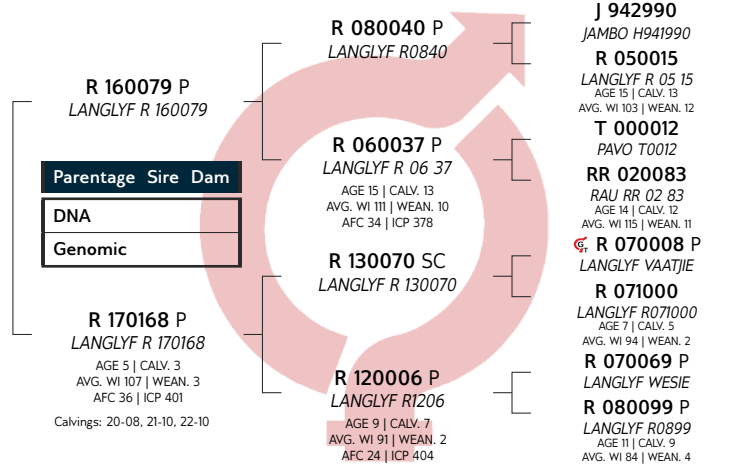 R 160079 P
LANGLYF R 160079
Parentage Sire Dam
DNA
Genomic
R 170168 P
LANGLYF R 170168
AGE 5 | CALV. 3
AVG. WI 107 | WEAN. 3
AFC 36 | ICP 401
Calvings: 20-08, 21-10, 22-10
R 080040 P
LANGLYF R0840
R 060037 P
LANGLYF R 06 37
AGE 15 | CALV. 13
AVG. WI 111 | WEAN. 10
AFC 34 | ICP 378
R 130070 SC
LANGLYF R 130070
R 120006 P
LANGLYF R1206
AGE 9 | CALV. 7
AVG. WI 91 | WEAN. 2
AFC 24 | ICP 404
J 942990
JAMBO H941990
R 050015
LANGLYF R 05 15
AGE 15 | CALV. 13
AVG. WI 103 | WEAN. 12
T 000012
PAVO T0012
RR 020083
RAU RR 02 83
AGE 14 | CALV. 12
AVG. WI 115 | WEAN. 11
GT R 070008 P
LANGLYF VAATJIE
R 071000
LANGLYF R071000
AGE 7 | CALV. 5
AVG. WI 94 | WEAN. 2
R 070069 P
LANGLYF WESIE
R 080099 P
LANGLYF R0899
AGE 11 | CALV. 9
AVG. WI 84 | WEAN. 4